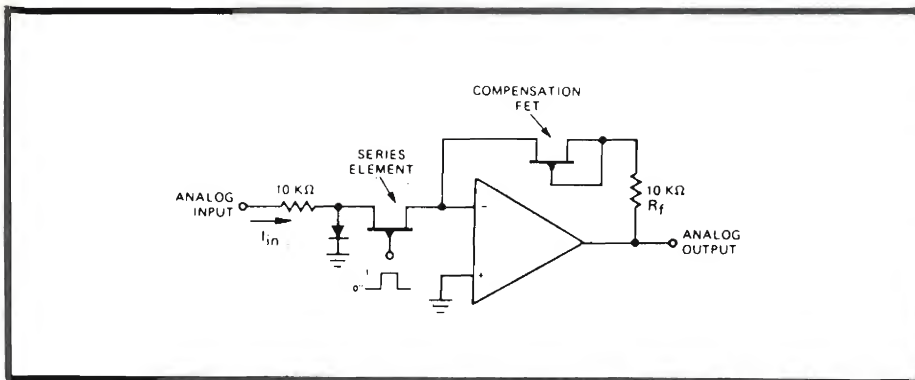 COMPENSATION
FET
SERIES
ELEMENT
ANALOG
INPUT
10 KΩ
Iin
10 KΩ
Rf
ANALOG
OUTPUT
−
+
1
0